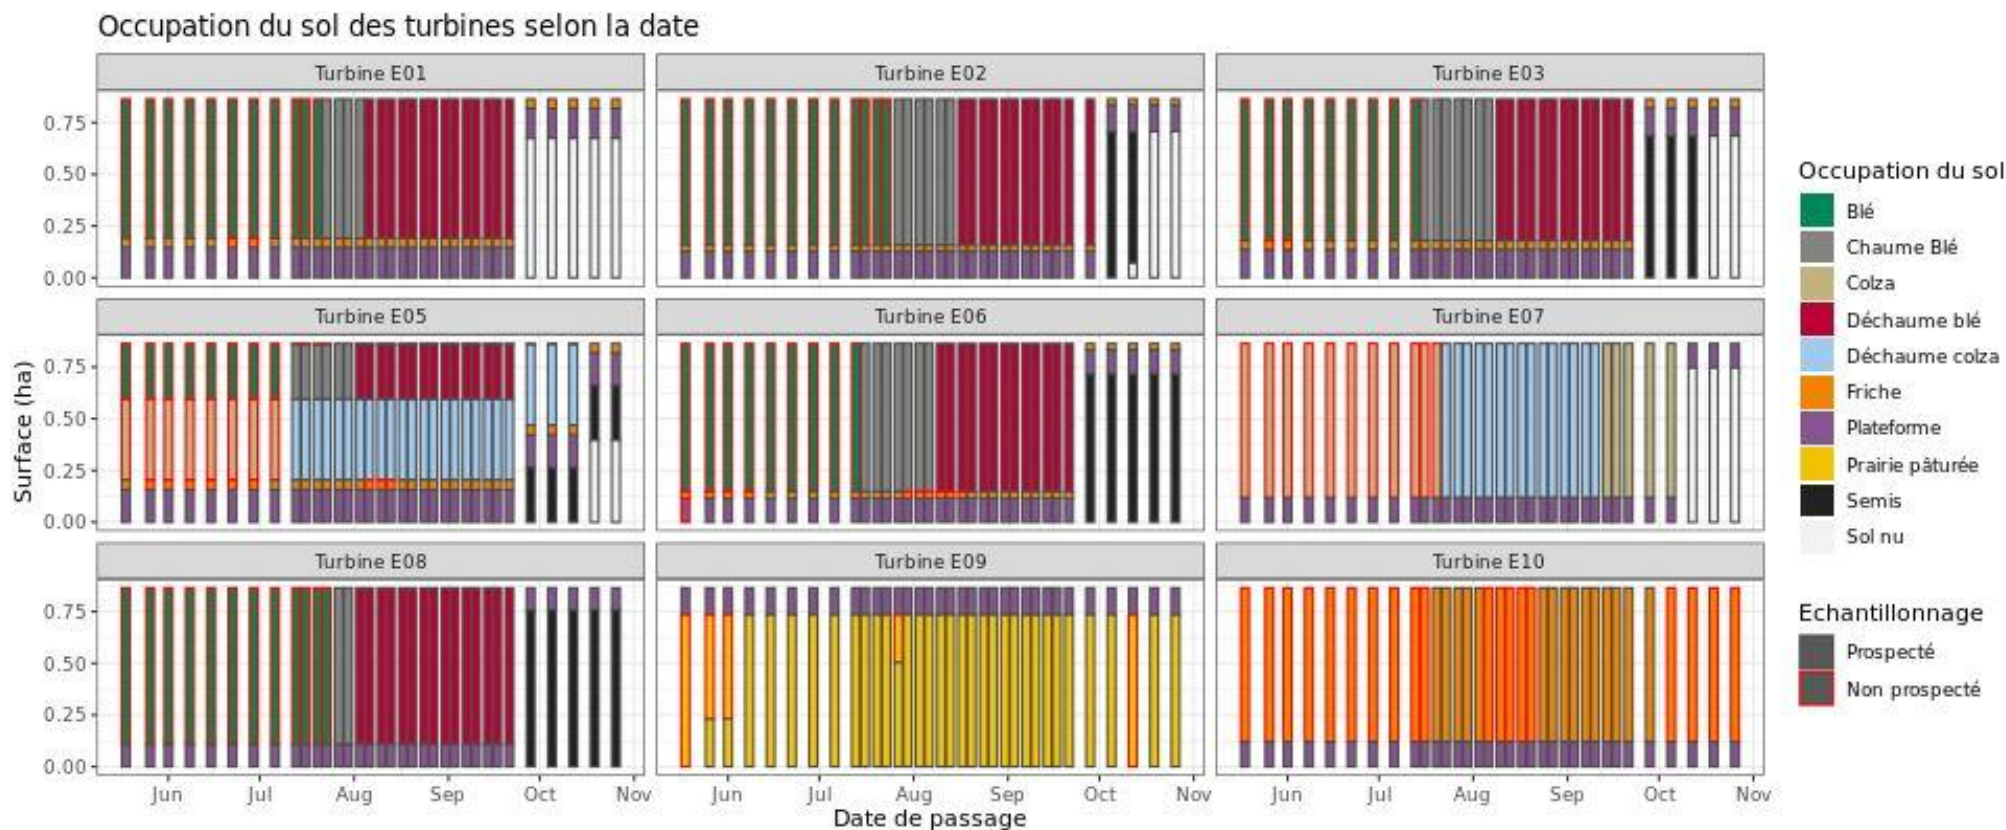 Occupation du sol des turbines selon la date
Turbine E01
Turbine E02
Turbine E03
0.75
0.50
0.25
0.00
Turbine E05
Turbine E06
Turbine E07
0.75
0.50
0.25
0.00
Surface (ha)
Turbine E08
Turbine E09
Turbine E10
0.75
0.50
0.25
0.00
Jun Jul Aug Sep Oct Nov
Jun Jul Aug Sep Oct Nov
Jun Jul Aug Sep Oct Nov
Date de passage
Occupation du sol
Blé
Chaume Blé
Colza
Déchaume blé
Déchaume colza
Friche
Plateforme
Prairie pâturée
Semis
Sol nu
Echantillonnage
Prospecté
Non prospecté